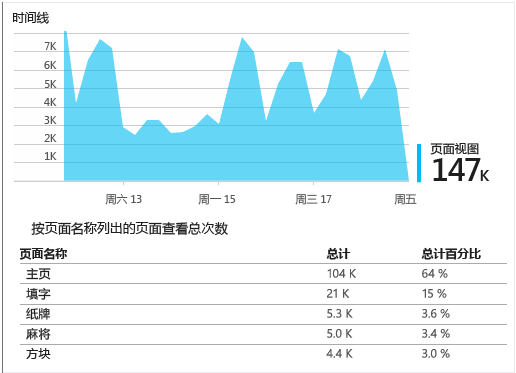 时间线
7K
6K
5K
4K
3K
2K
1K
周六 13
周一 15
周三 17
周五
页面视图
147K
按页面名称列出的页面查看总次数
页面名称 总计 总计百分比
主页 104 K 64 %
填字 21 K 15 %
纸牌 5.3 K 3.6 %
麻将 5.0 K 3.4 %
方块 4.4 K 3.0 %